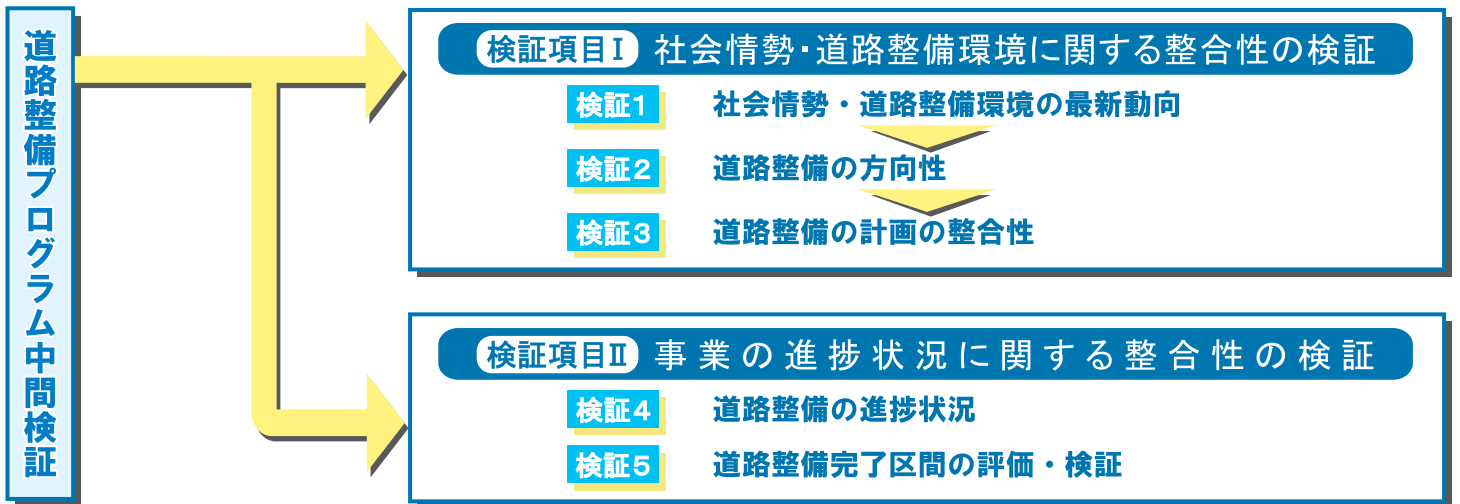 道路整備プログラム中間検証
検証項目Ⅰ 社会情勢・道路整備環境に関する整合性の検証
検証1 社会情勢・道路整備環境の最新動向
検証2 道路整備の方向性
検証3 道路整備の計画の整合性
検証項目Ⅱ 事業の進捗状況に関する整合性の検証
検証4 道路整備の進捗状況
検証5 道路整備完了区間の評価・検証